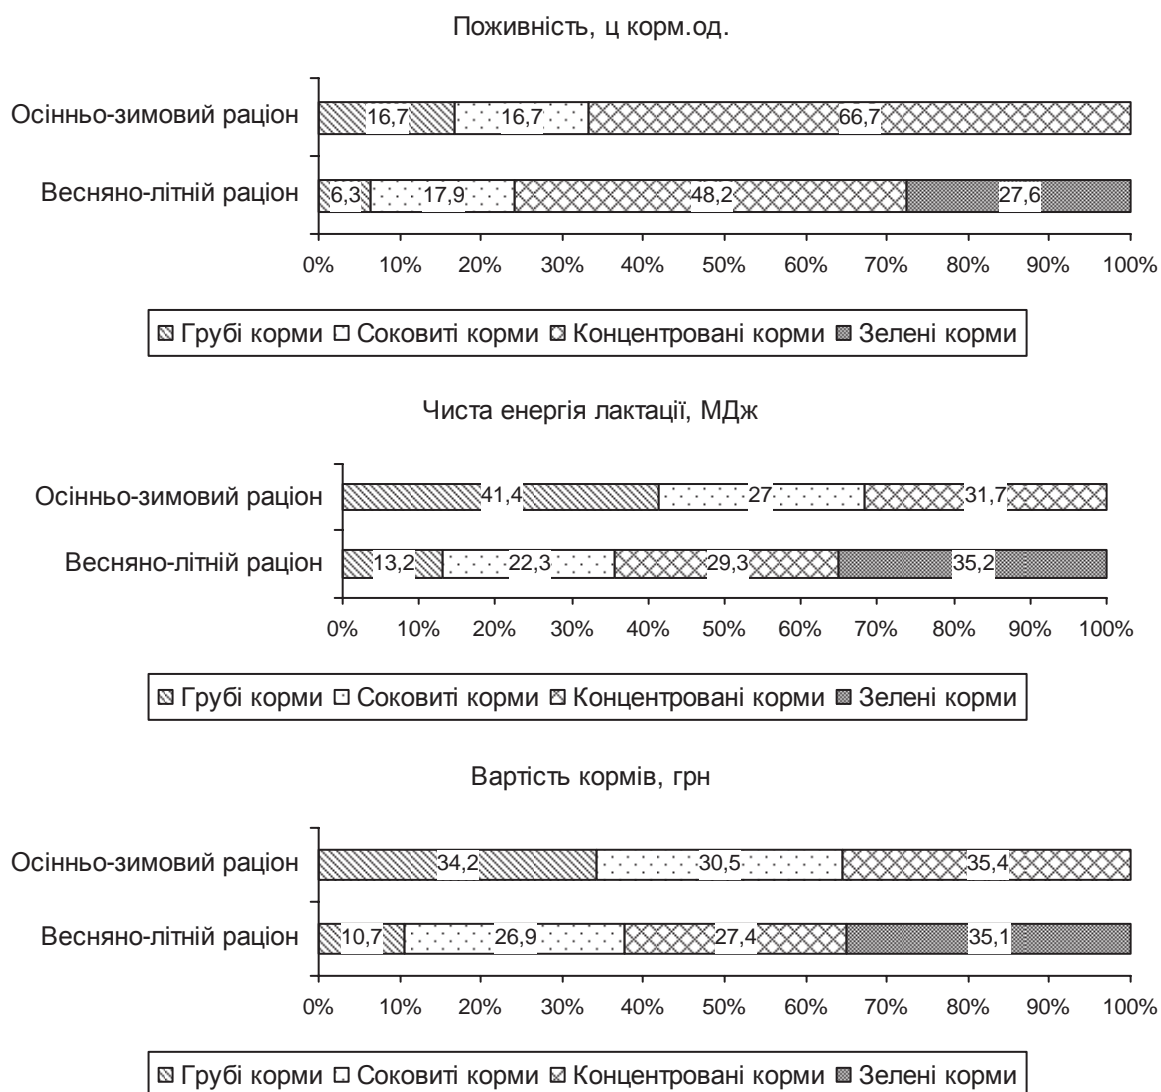 Поживність, ц корм.од.
Осінньо-зимовий раціон 16,7 16,7 66,7
Весняно-літній раціон 6,3 17,9 48,2 27,6
0% 10% 20% 30% 40% 50% 60% 70% 80% 90% 100%
Грубі корми Соковиті корми Концентровані корми Зелені корми
Чиста енергія лактації, МДж
Осінньо-зимовий раціон 41,4 27 31,7
Весняно-літній раціон 13,2 22,3 29,3 35,2
0% 10% 20% 30% 40% 50% 60% 70% 80% 90% 100%
Грубі корми Соковиті корми Концентровані корми Зелені корми
Вартість кормів, грн
Осінньо-зимовий раціон 34,2 30,5 35,4
Весняно-літній раціон 10,7 26,9 27,4 35,1
0% 10% 20% 30% 40% 50% 60% 70% 80% 90% 100%
Грубі корми Соковиті корми Концентровані корми Зелені корми